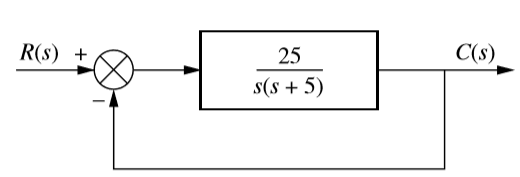 R(s) + 25 C(s)
s(s + 5)
−